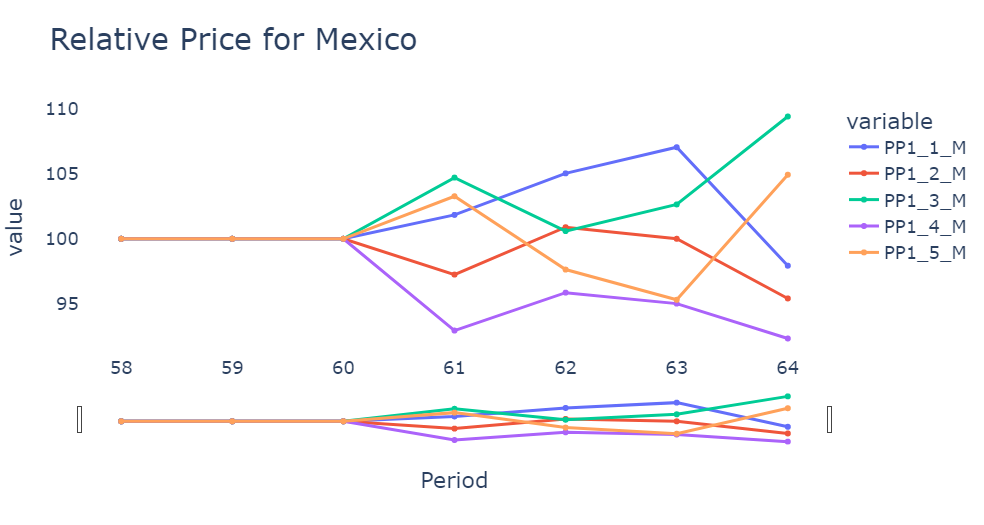 Relative Price for Mexico
value
110
105
100
95
58 59 60 61 62 63 64
Period
variable
PP1_1_M
PP1_2_M
PP1_3_M
PP1_4_M
PP1_5_M